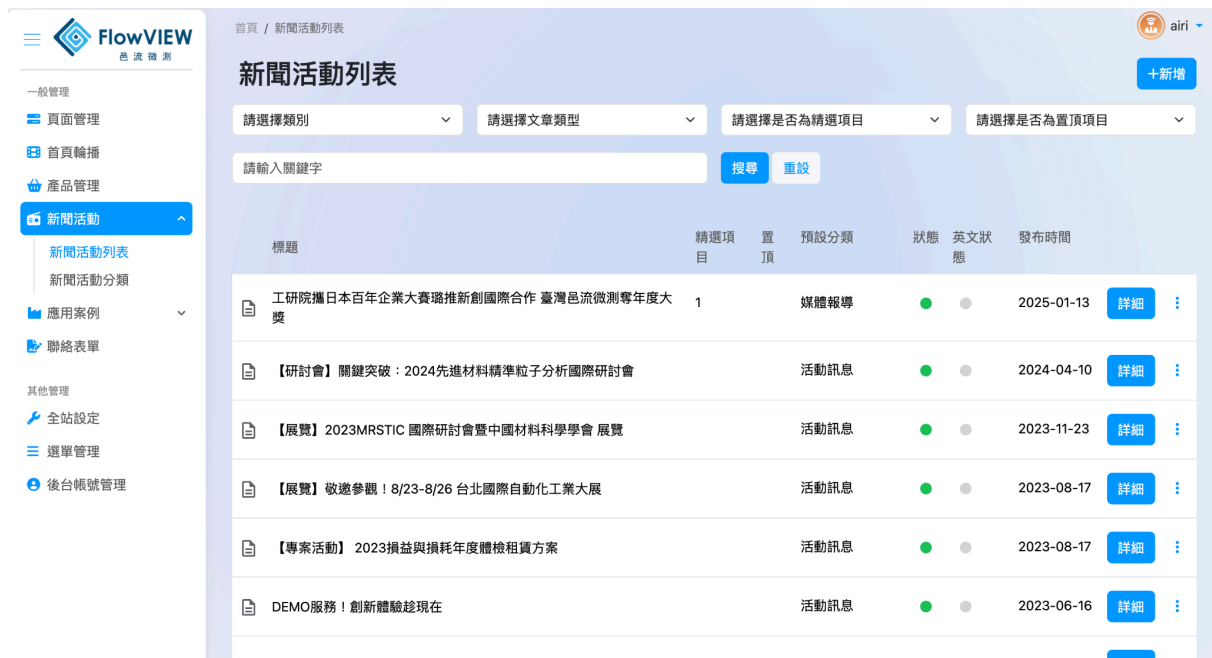 FlowVIEW
邑流微測
首頁 / 新聞活動列表
airi
新聞活動列表
＋新增
一般管理
頁面管理
首頁輪播
產品管理
新聞活動
新聞活動列表
新聞活動分類
應用案例
聯絡表單
其他管理
全站設定
選單管理
後台帳號管理
請選擇類別
請選擇文章類型
請選擇是否為精選項目
請選擇是否為置頂項目
請輸入關鍵字
搜尋 重設
標題 精選項目 置頂 預設分類 狀態 英文狀態 發布時間
工研院攜日本百年企業大賽璐推新創國際合作 臺灣邑流微測奪年度大
獎
1 媒體報導 2025-01-13 詳細
【研討會】關鍵突破：2024先進材料精準粒子分析國際研討會 活動訊息 2024-04-10 詳細
【展覽】2023MRSTIC 國際研討會暨中國材料科學學會 展覽 活動訊息 2023-11-23 詳細
【展覽】敬邀參觀！8/23-8/26 台北國際自動化工業大展 活動訊息 2023-08-17 詳細
【專案活動】 2023損益與損耗年度體檢租賃方案 活動訊息 2023-08-17 詳細
DEMO服務！創新體驗趁現在 活動訊息 2023-06-16 詳細